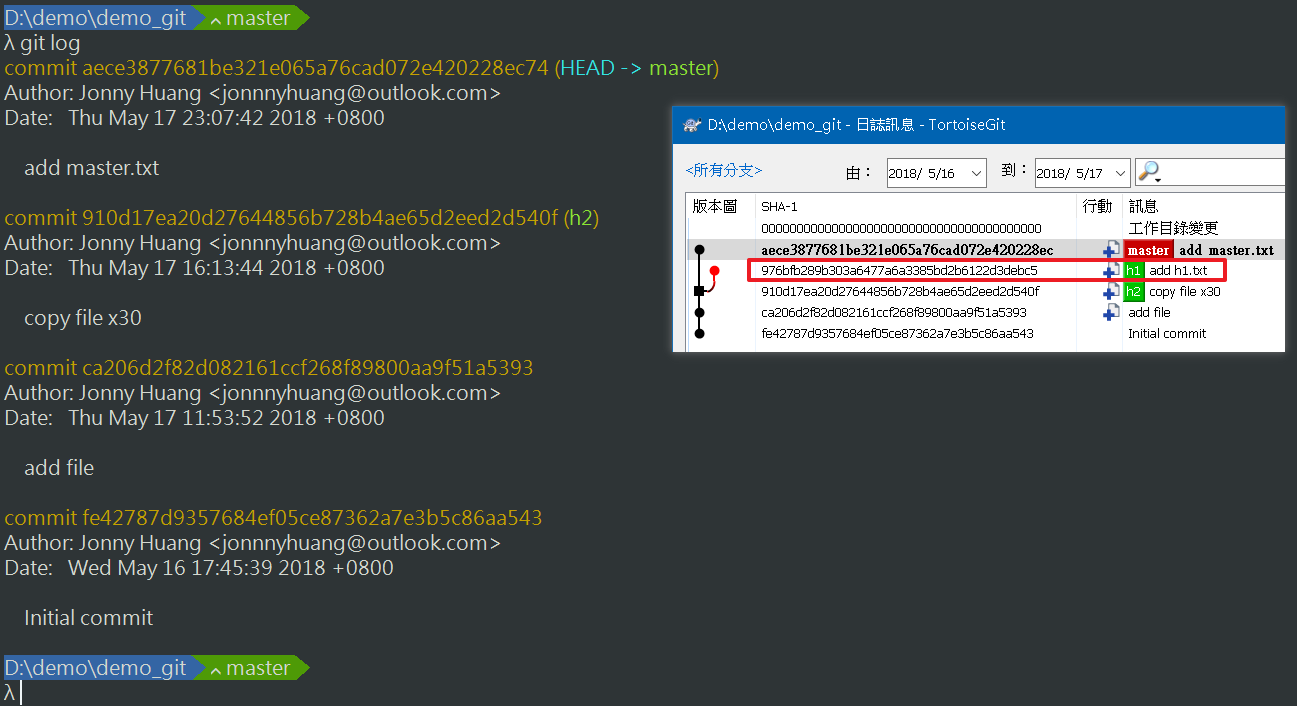 D:\demo\demo_git master
λ git log
commit aece3877681be321e065a76cad072e420228ec74 (HEAD -> master)
Author: Jonny Huang <jonnnyhuang@outlook.com>
Date: Thu May 17 23:07:42 2018 +0800
add master.txt
commit 910d17ea20d27644856b728b4ae65d2eed2d540f (h2)
Author: Jonny Huang <jonnnyhuang@outlook.com>
Date: Thu May 17 16:13:44 2018 +0800
copy file x30
commit ca206d2f82d082161ccf268f89800aa9f51a5393
Author: Jonny Huang <jonnnyhuang@outlook.com>
Date: Thu May 17 11:53:52 2018 +0800
add file
commit fe42787d9357684ef05ce87362a7e3b5c86aa543
Author: Jonny Huang <jonnnyhuang@outlook.com>
Date: Wed May 16 17:45:39 2018 +0800
Initial commit
D:\demo\demo_git master
λ
D:\demo\demo_git - 日誌訊息 - TortoiseGit
<所有分支> 由： 2018/ 5/16 到： 2018/ 5/17
版本圖 SHA-1 行動 訊息
0000000000000000000000000000000000000000 工作目錄變更
aece3877681be321e065a76cad072e420228ec master add master.txt
976bfb289b303a6477a6a3385bd2b6122d3debc5 h1 add h1.txt
910d17ea20d27644856b728b4ae65d2eed2d540f h2 copy file x30
ca206d2f82d082161ccf268f89800aa9f51a5393 add file
fe42787d9357684ef05ce87362a7e3b5c86aa543 Initial commit